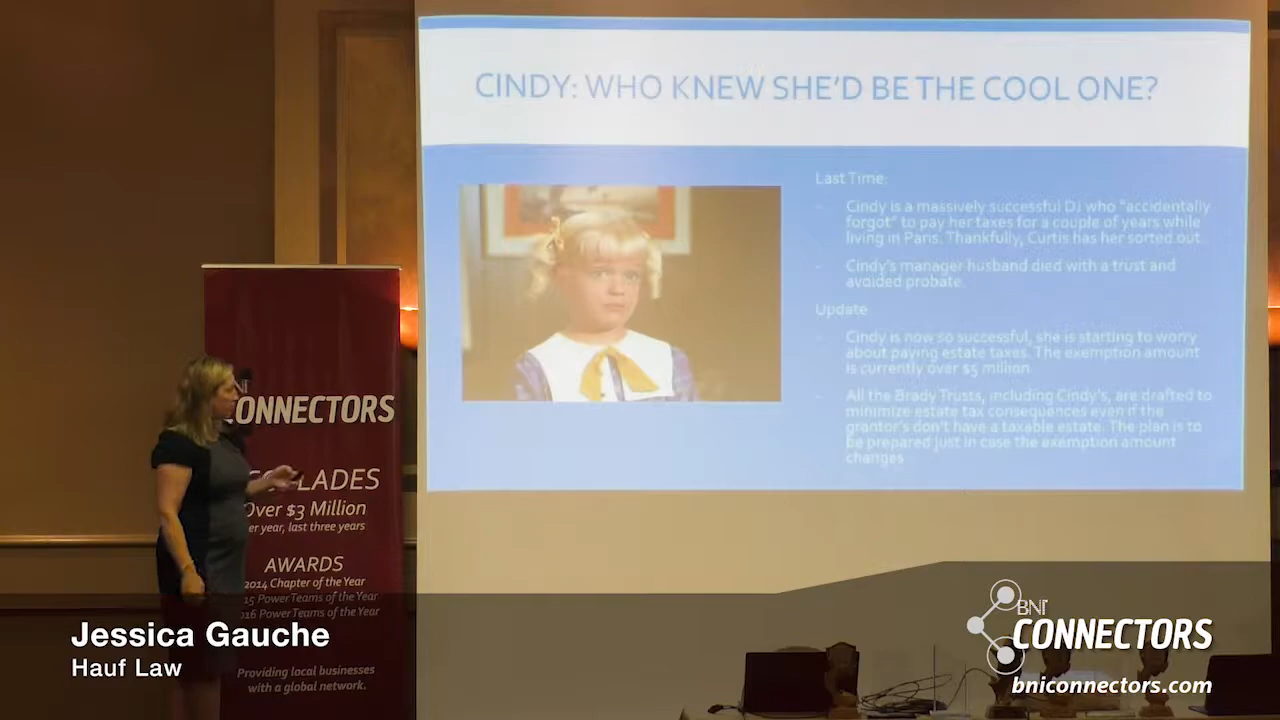 CINDY: WHO KNEW SHE'D BE THE COOL ONE?
Last Time:
- Cindy is a massively successful DJ who "accidentally
forgot" to pay her taxes for a couple of years while
living in Paris. Thankfully, Curtis has her sorted out.
- Cindy's manager husband died with a trust and
avoided probate.
Update
- Cindy is now so successful, she is starting to worry
about paying estate taxes. The exemption amount
is currently over $5 million
- All the Brady Trusts, including Cindy's, are drafted to
minimize estate tax consequences even if the
grantor's don't have a taxable estate. The plan is to
be prepared just in case the exemption amount
changes
CONNECTORS
Over $3 Million
per year, last three years
AWARDS
2014 Chapter of the Year
15 Power Teams of the Year
016 Power Teams of the Year
Providing local businesses
with a global network.
Jessica Gauche
Hauf Law
BNI
CONNECTORS
bniconnectors.com